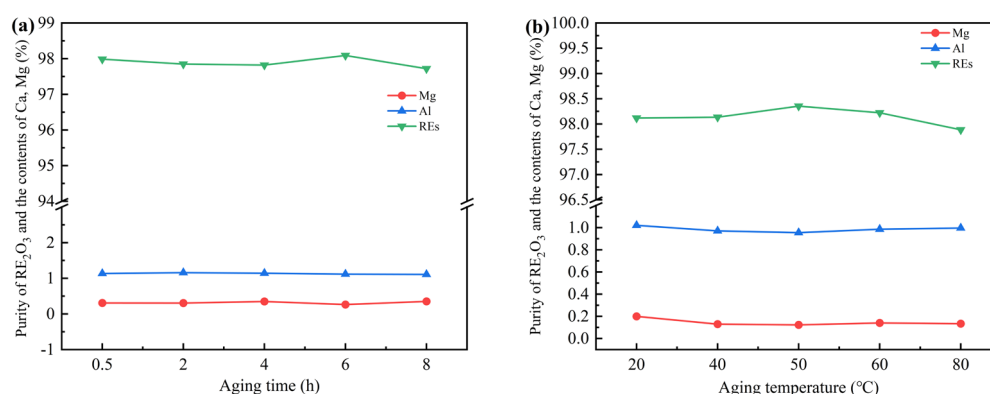 (a)
Purity of RE₂O₃ and the contents of Ca, Mg (%)
99
98
97
96
95
94
2
1
0
-1
Mg
Al
REs
0.5 2 4 6 8
Aging time (h)
(b)
Purity of RE₂O₃ and the contents of Ca, Mg (%)
100.0
99.5
99.0
98.5
98.0
97.5
97.0
96.5
1.0
0.8
0.6
0.4
0.2
0.0
Mg
Al
REs
20 40 50 60 80
Aging temperature (℃)